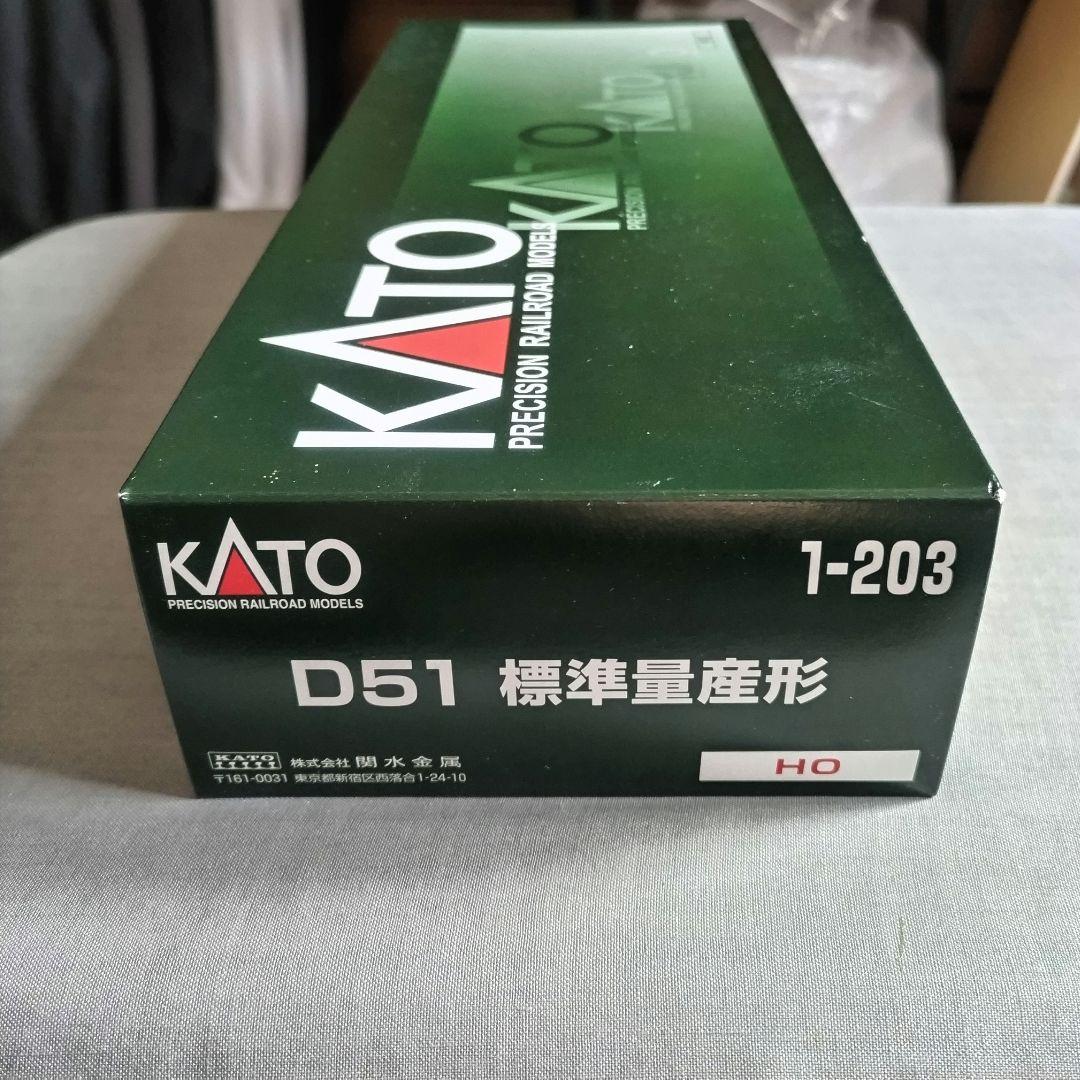 KATO
PRECISION RAILROAD MODELS
KATO
PRECISION
KATO
KATO
PRECISION RAILROAD MODELS
1-203
D51 標準量産形
KATO 株式会社 関水金属
〒161-0031 東京都新宿区西落合1-24-10
HO